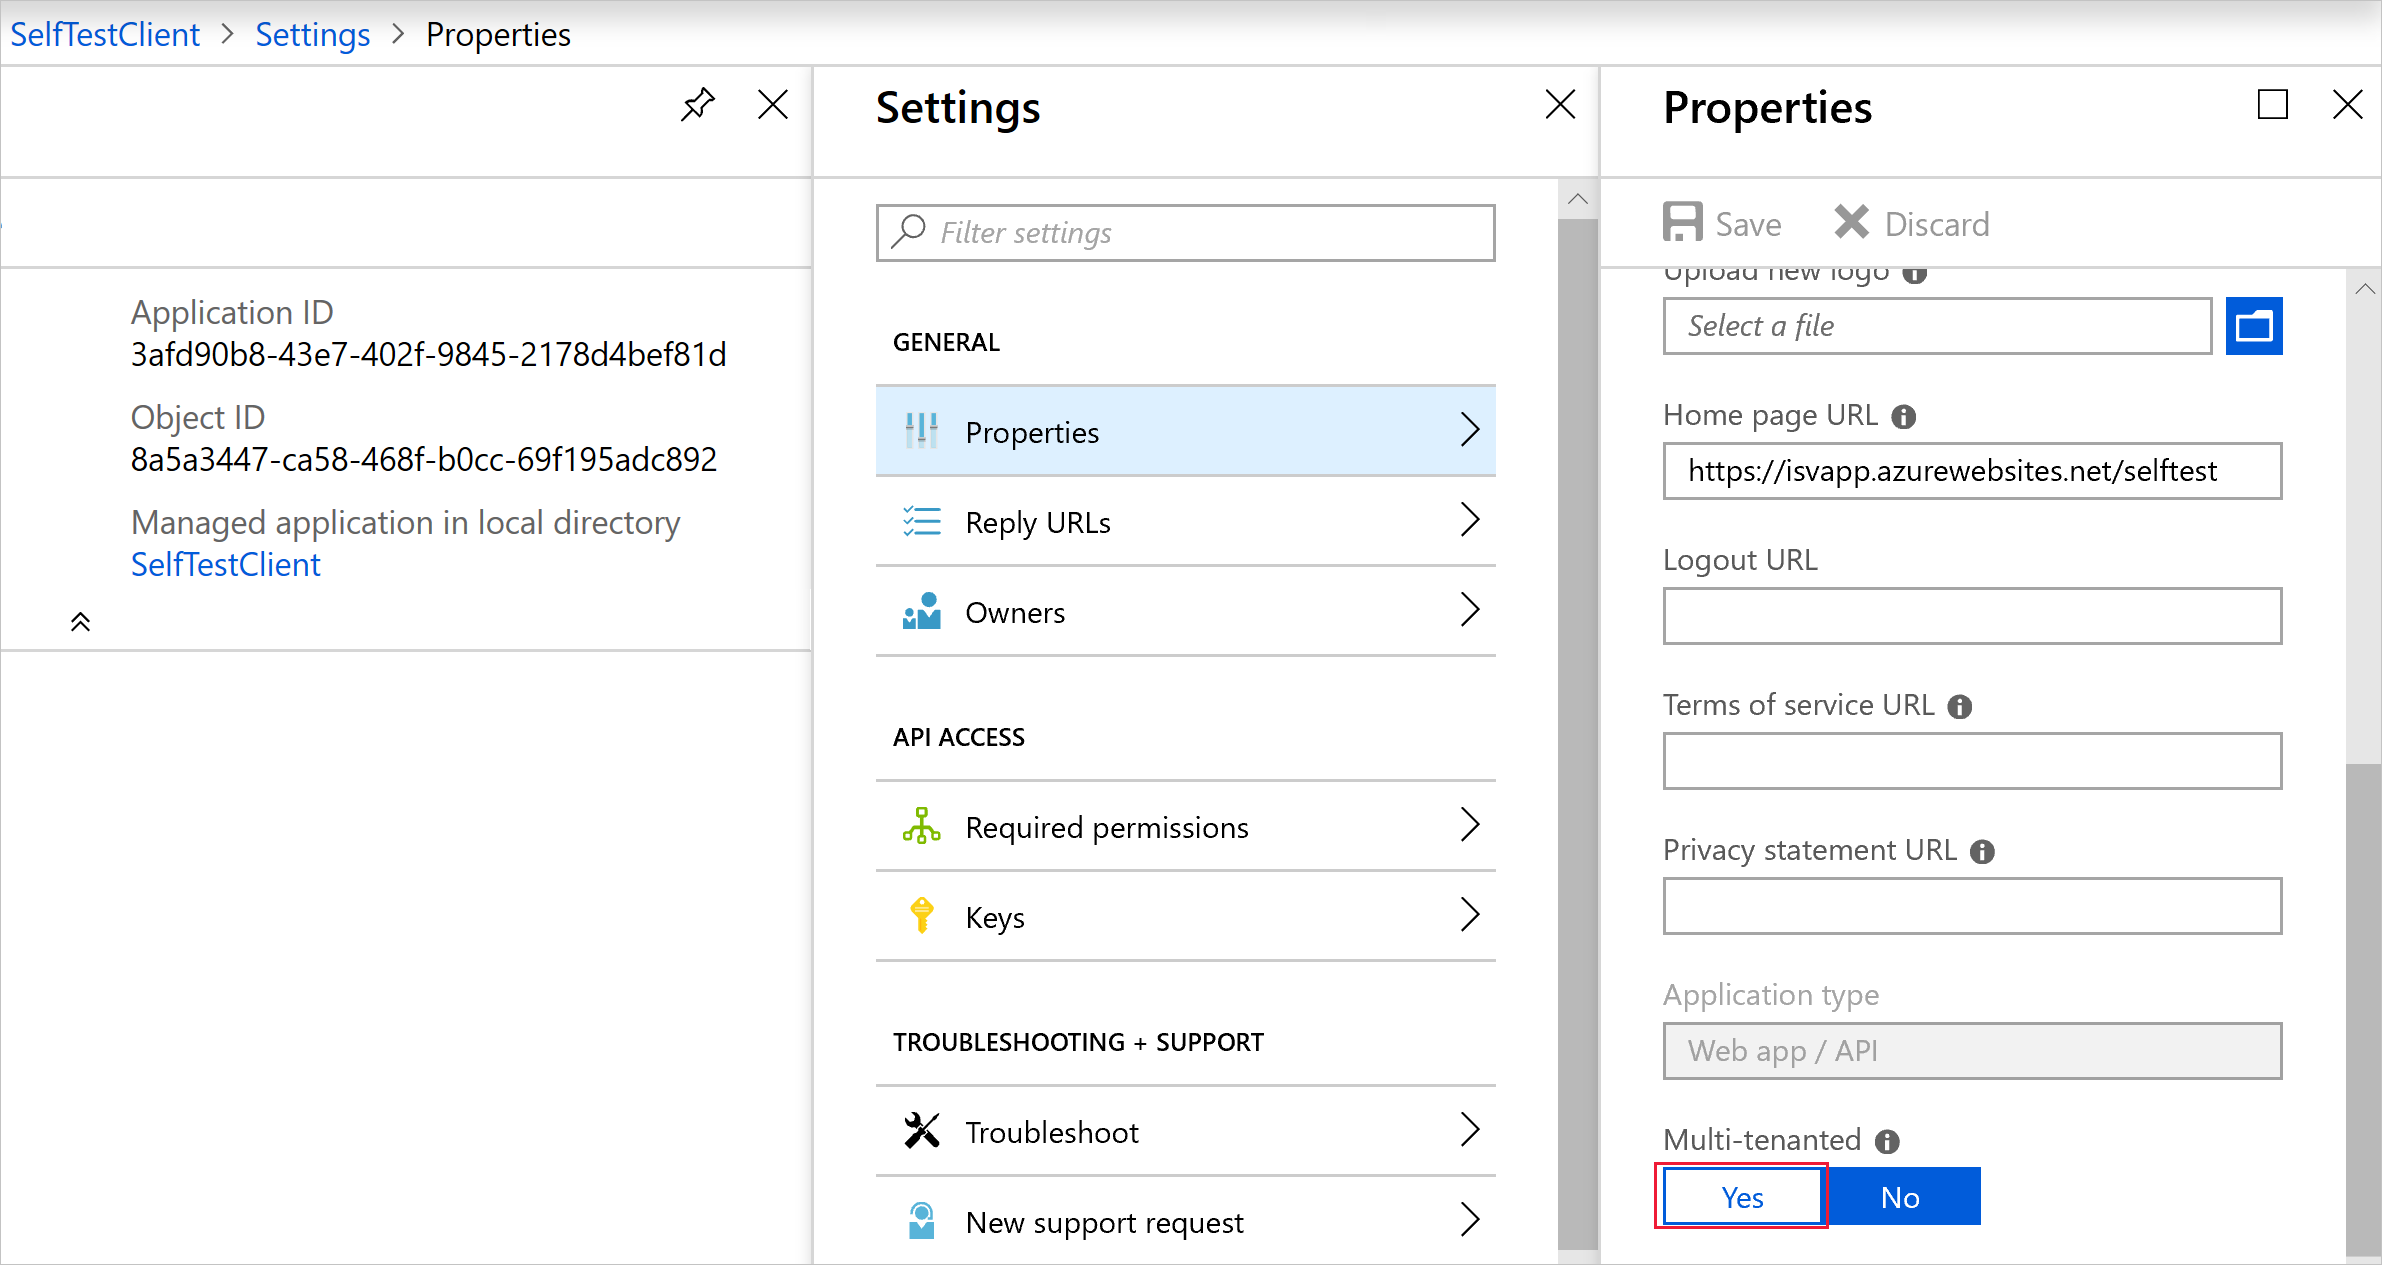 SelfTestClient > Settings > Properties
Application ID
3afd90b8-43e7-402f-9845-2178d4bef81d
Object ID
8a5a3447-ca58-468f-b0cc-69f195adc892
Managed application in local directory
SelfTestClient
Settings
Filter settings
GENERAL
Properties
Reply URLs
Owners
API ACCESS
Required permissions
Keys
TROUBLESHOOTING + SUPPORT
Troubleshoot
New support request
Properties
Save Discard
Upload new logo
Select a file
Home page URL
https://isvapp.azurewebsites.net/selftest
Logout URL
Terms of service URL
Privacy statement URL
Application type
Web app / API
Multi-tenanted
Yes No